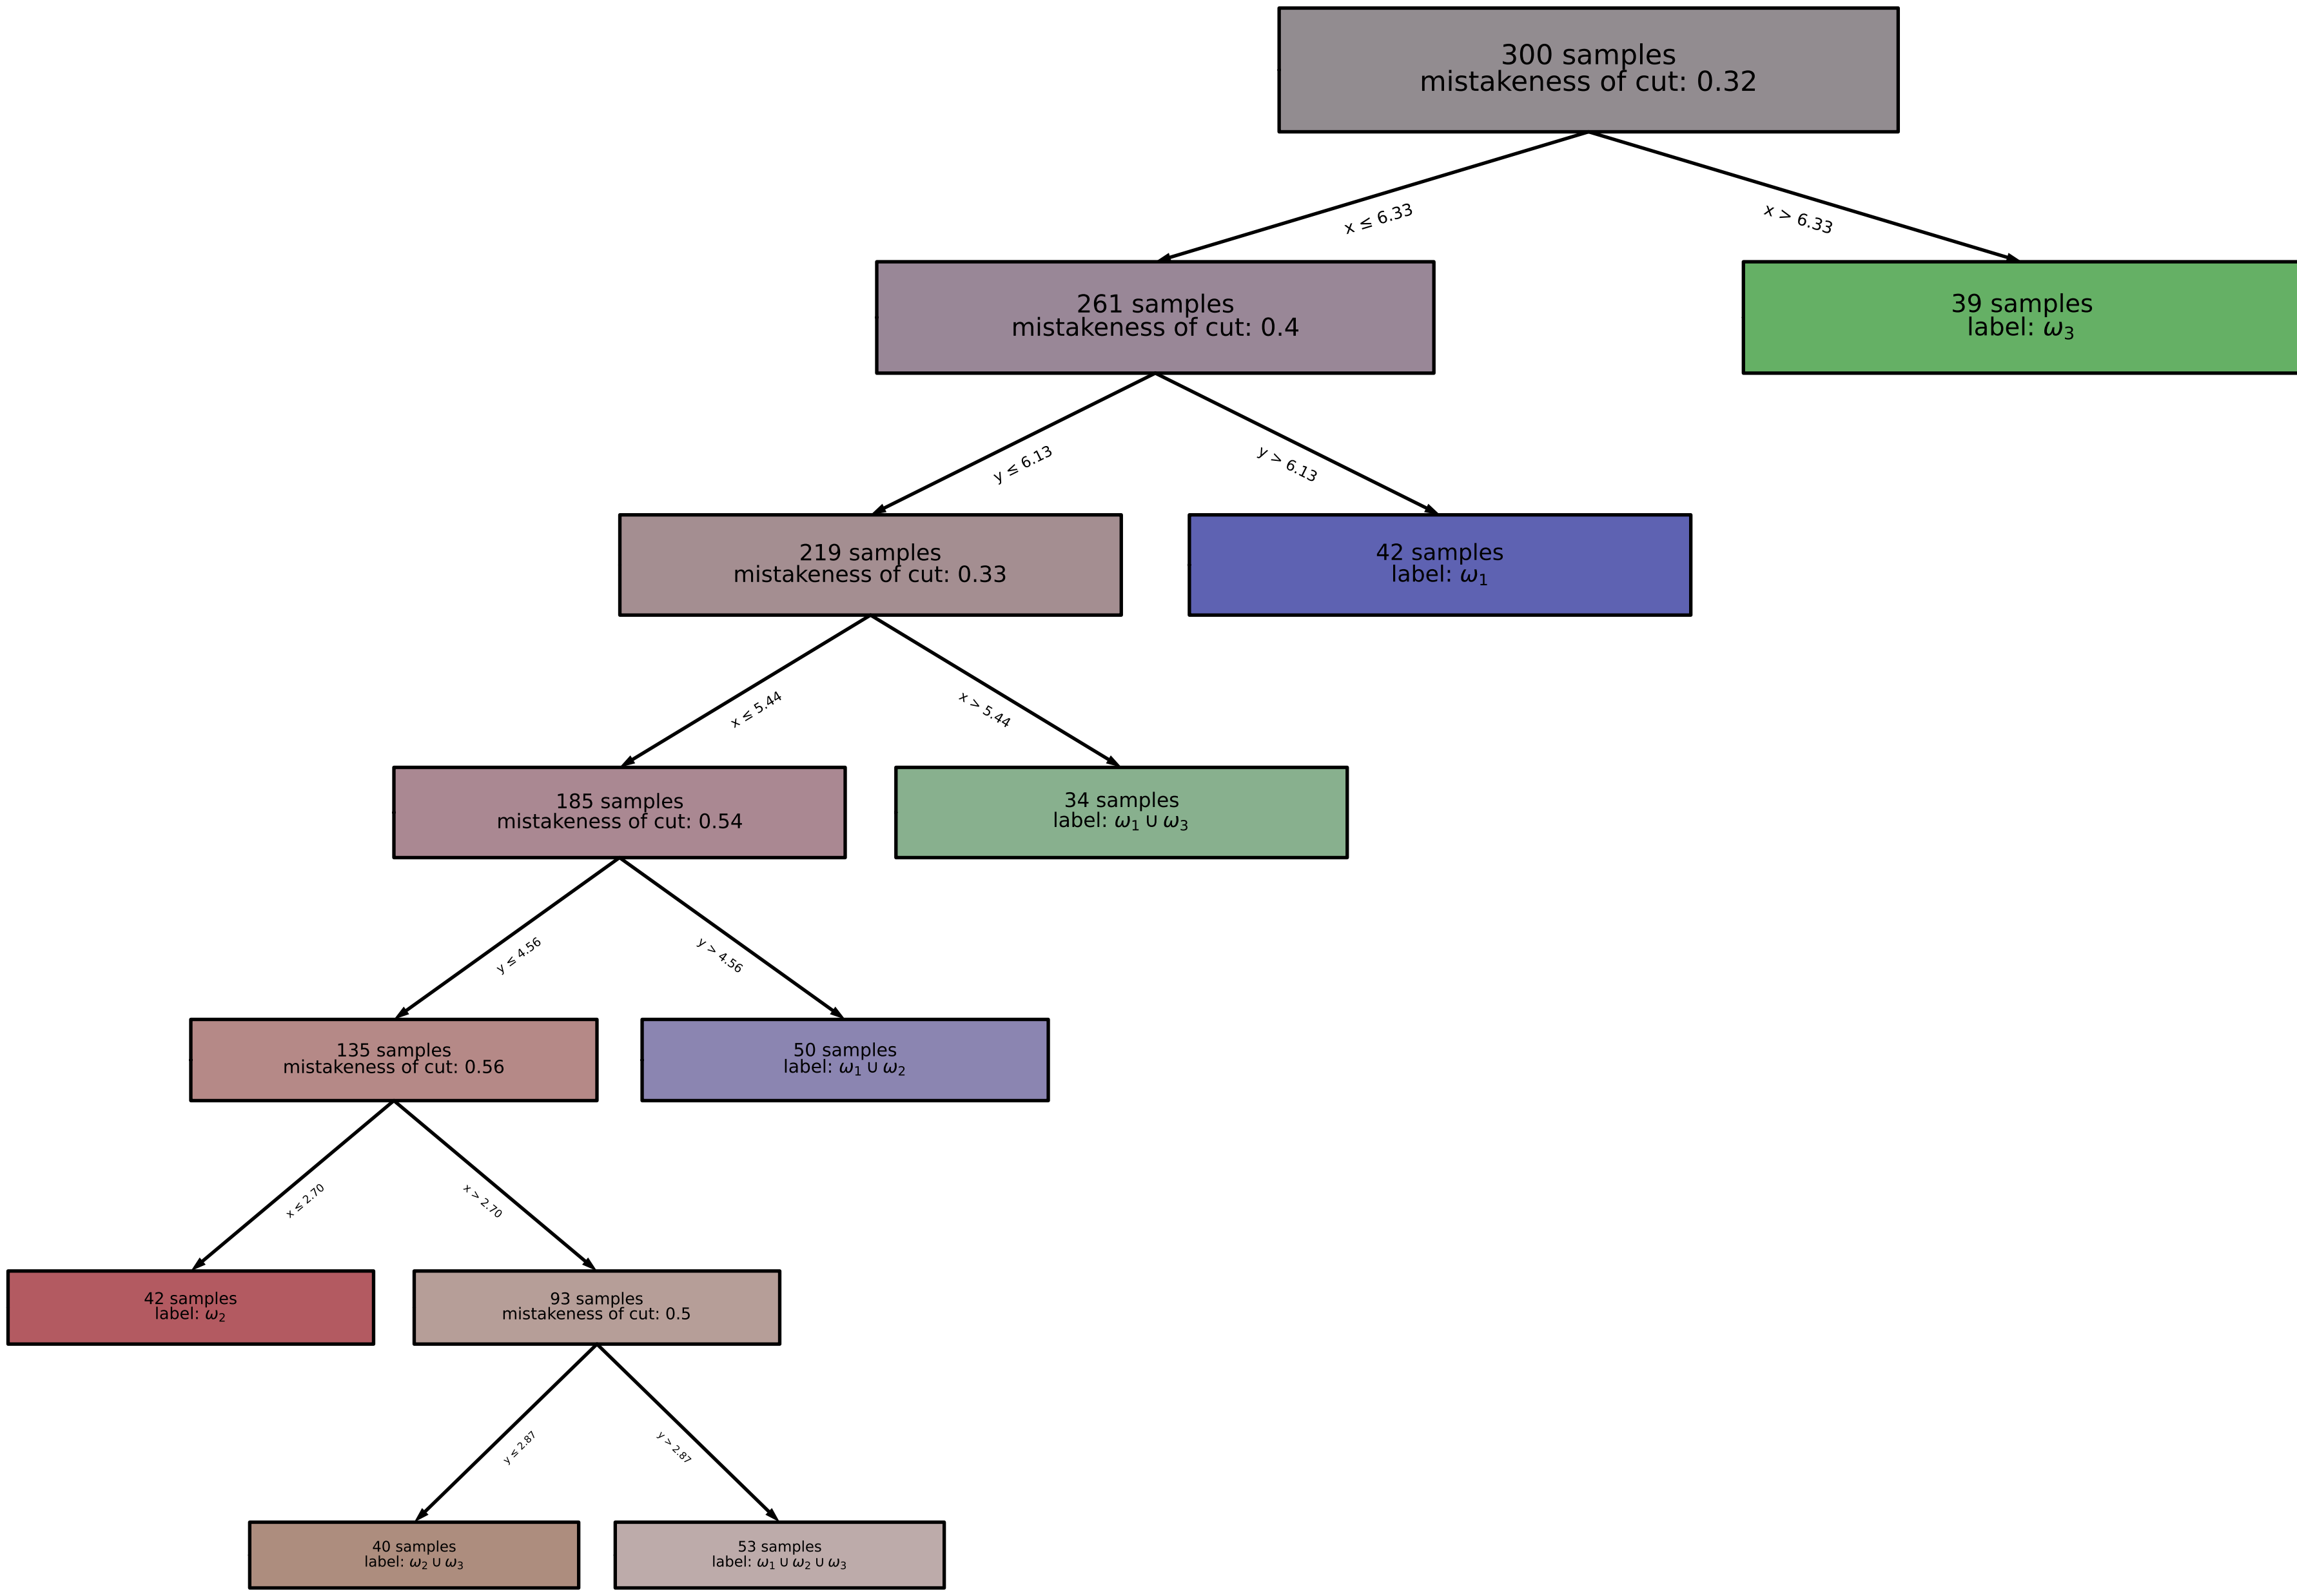 300 samples
mistakeness of cut: 0.32
x ≤ 6.33
x > 6.33
261 samples
mistakeness of cut: 0.4
39 samples
label: ω₃
y ≤ 6.13
y > 6.13
219 samples
mistakeness of cut: 0.33
42 samples
label: ω₁
x ≤ 5.44
x > 5.44
185 samples
mistakeness of cut: 0.54
34 samples
label: ω₁ ∪ ω₃
y ≤ 4.56
y > 4.56
135 samples
mistakeness of cut: 0.56
50 samples
label: ω₁ ∪ ω₂
x ≤ 2.70
x > 2.70
42 samples
label: ω₂
93 samples
mistakeness of cut: 0.5
y ≤ 2.87
y > 2.87
40 samples
label: ω₂ ∪ ω₃
53 samples
label: ω₁ ∪ ω₂ ∪ ω₃